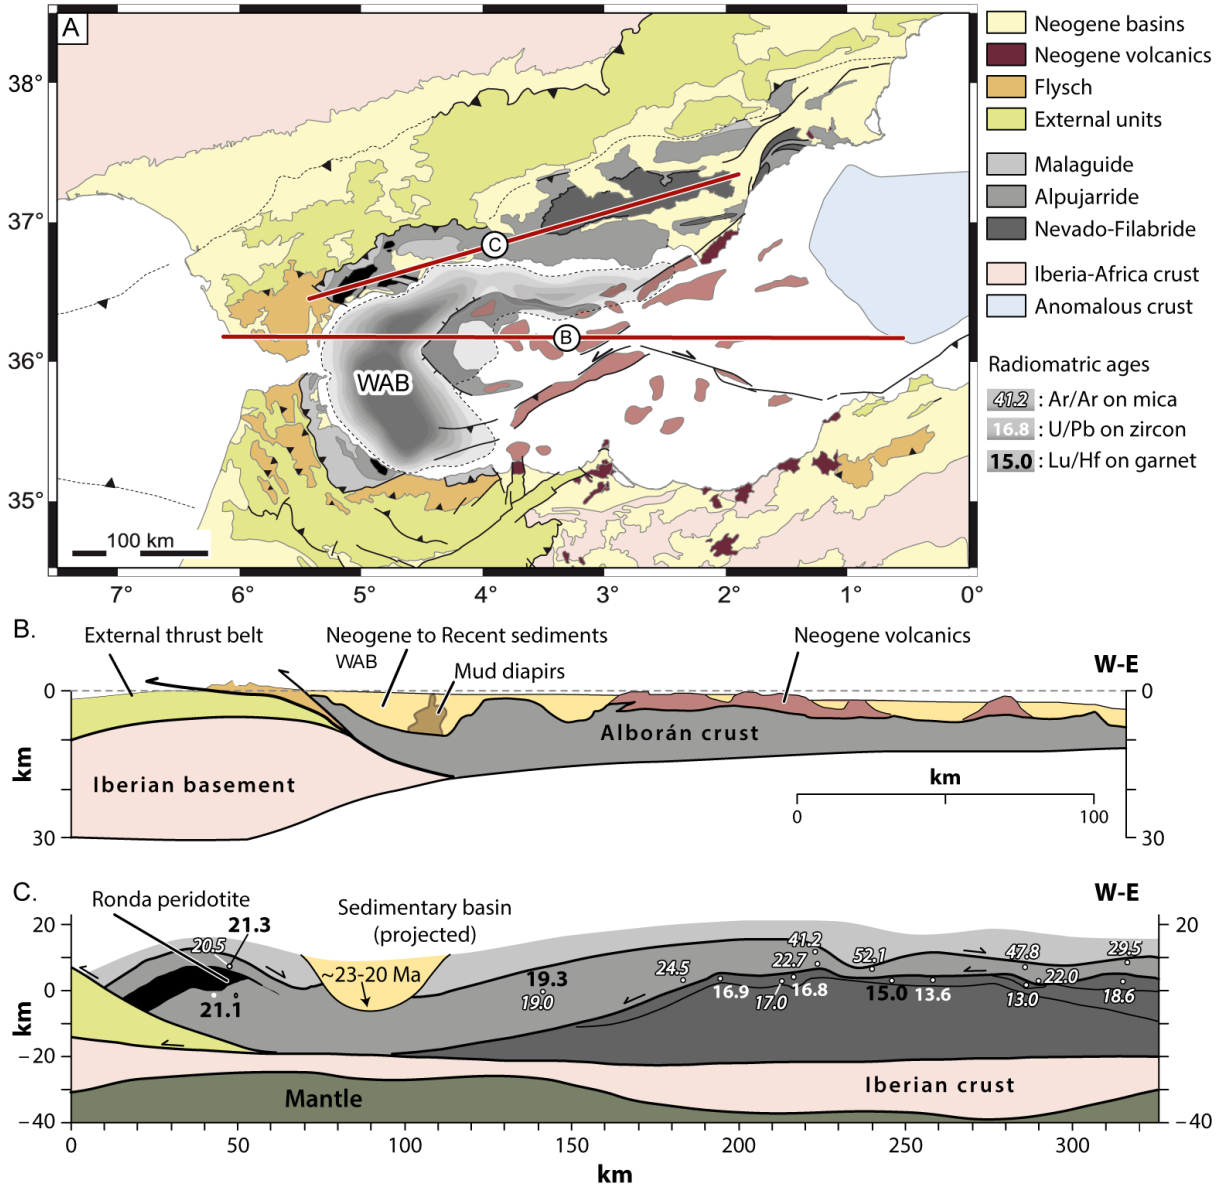 A
38°
37°
36°
35°
7°
6°
5°
4°
3°
2°
1°
0°
100 km
WAB
C
B
Neogene basins
Neogene volcanics
Flysch
External units
Malaguide
Alpujarride
Nevado-Filabride
Iberia-Africa crust
Anomalous crust
Radiomatric ages
41.2 : Ar/Ar on mica
16.8 : U/Pb on zircon
15.0 : Lu/Hf on garnet
B.
External thrust belt
Neogene to Recent sediments
WAB
Mud diapirs
Neogene volcanics
W-E
0
0
km
km
Alborán crust
Iberian basement
km
0
100
30
30
C.
Ronda peridotite
Sedimentary basin
(projected)
W-E
20
20
0
0
−20
−20
−40
−40
km
21.3
20.5
21.1
~23-20 Ma
19.3
19.0
24.5
16.9
41.2
22.7
17.0
16.8
52.1
15.0
13.6
47.8
22.0
13.0
29.5
18.6
Mantle
Iberian crust
0
50
100
150
200
250
300
km